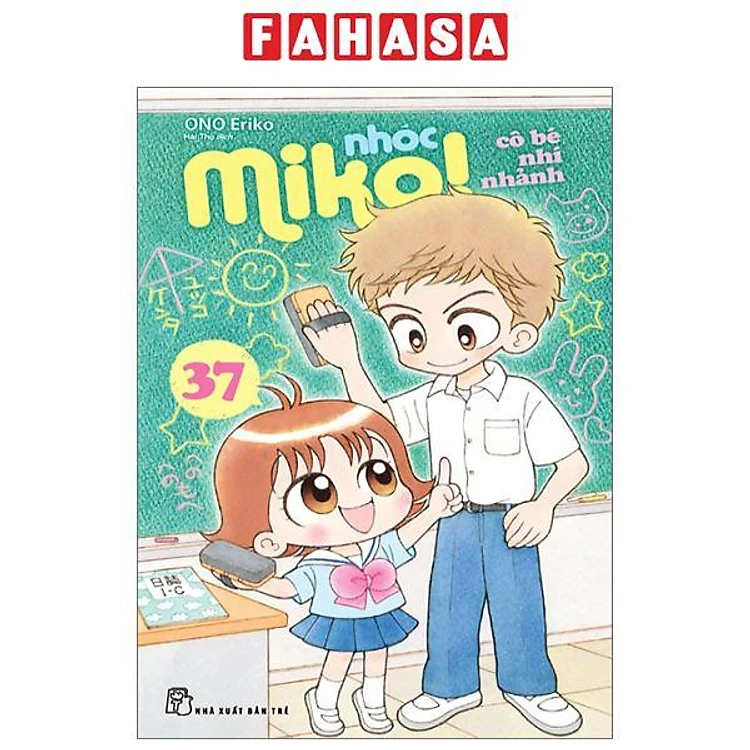 FAHASA
ONO Eriko
Hải Thọ dịch
nhóc
miko!
cô bé
nhí
nhảnh
37
日誌
1-C
NHÀ XUẤT BẢN TRẺ